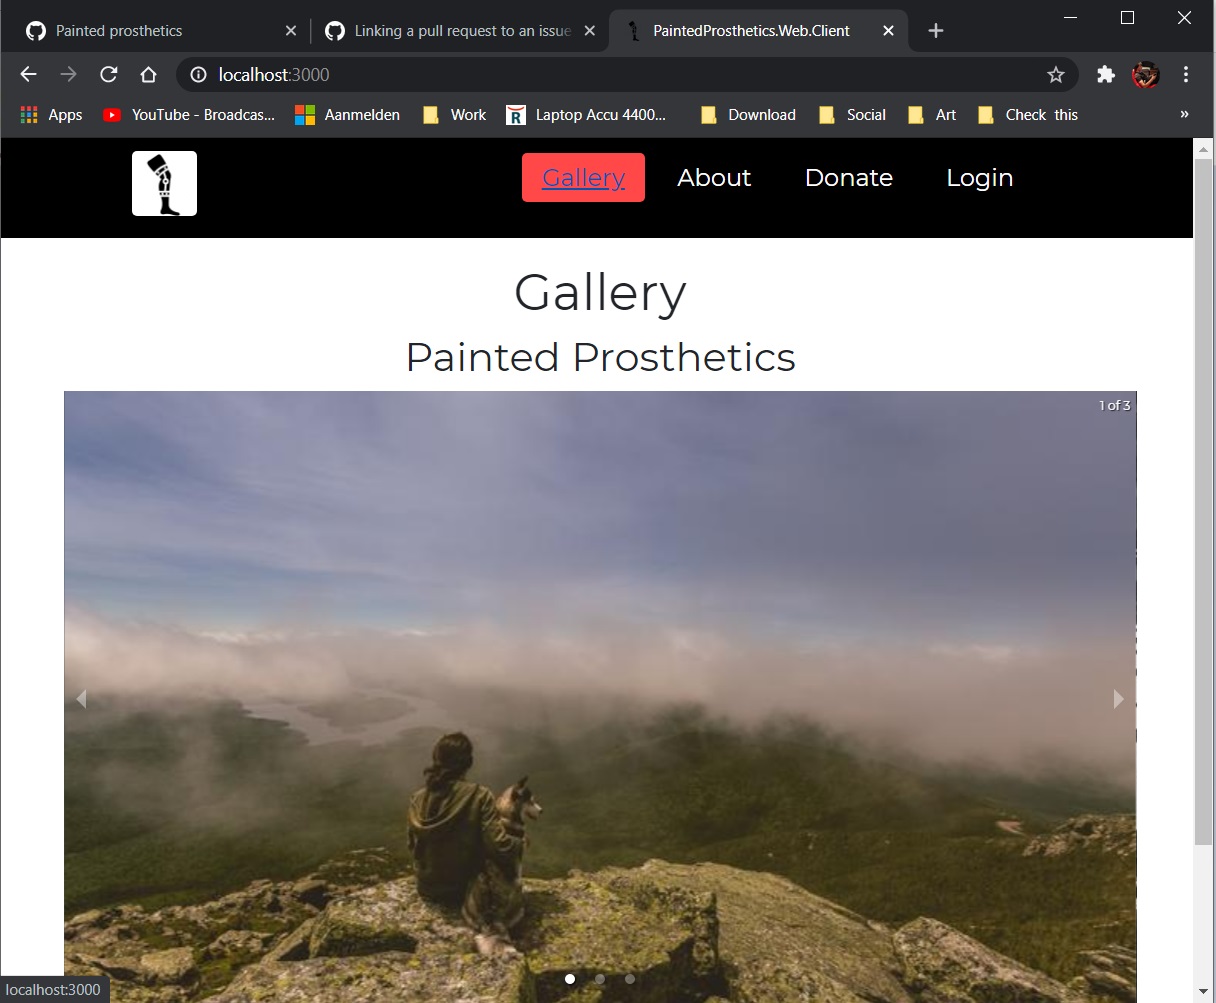 Painted prosthetics
Linking a pull request to an issue
PaintedProsthetics.Web.Client
localhost:3000
Apps
YouTube - Broadcas...
Aanmelden
Work
R
Laptop Accu 4400...
Download
Social
Art
Check this
»
Gallery
About
Donate
Login
Gallery
Painted Prosthetics
1 of 3
localhost:3000